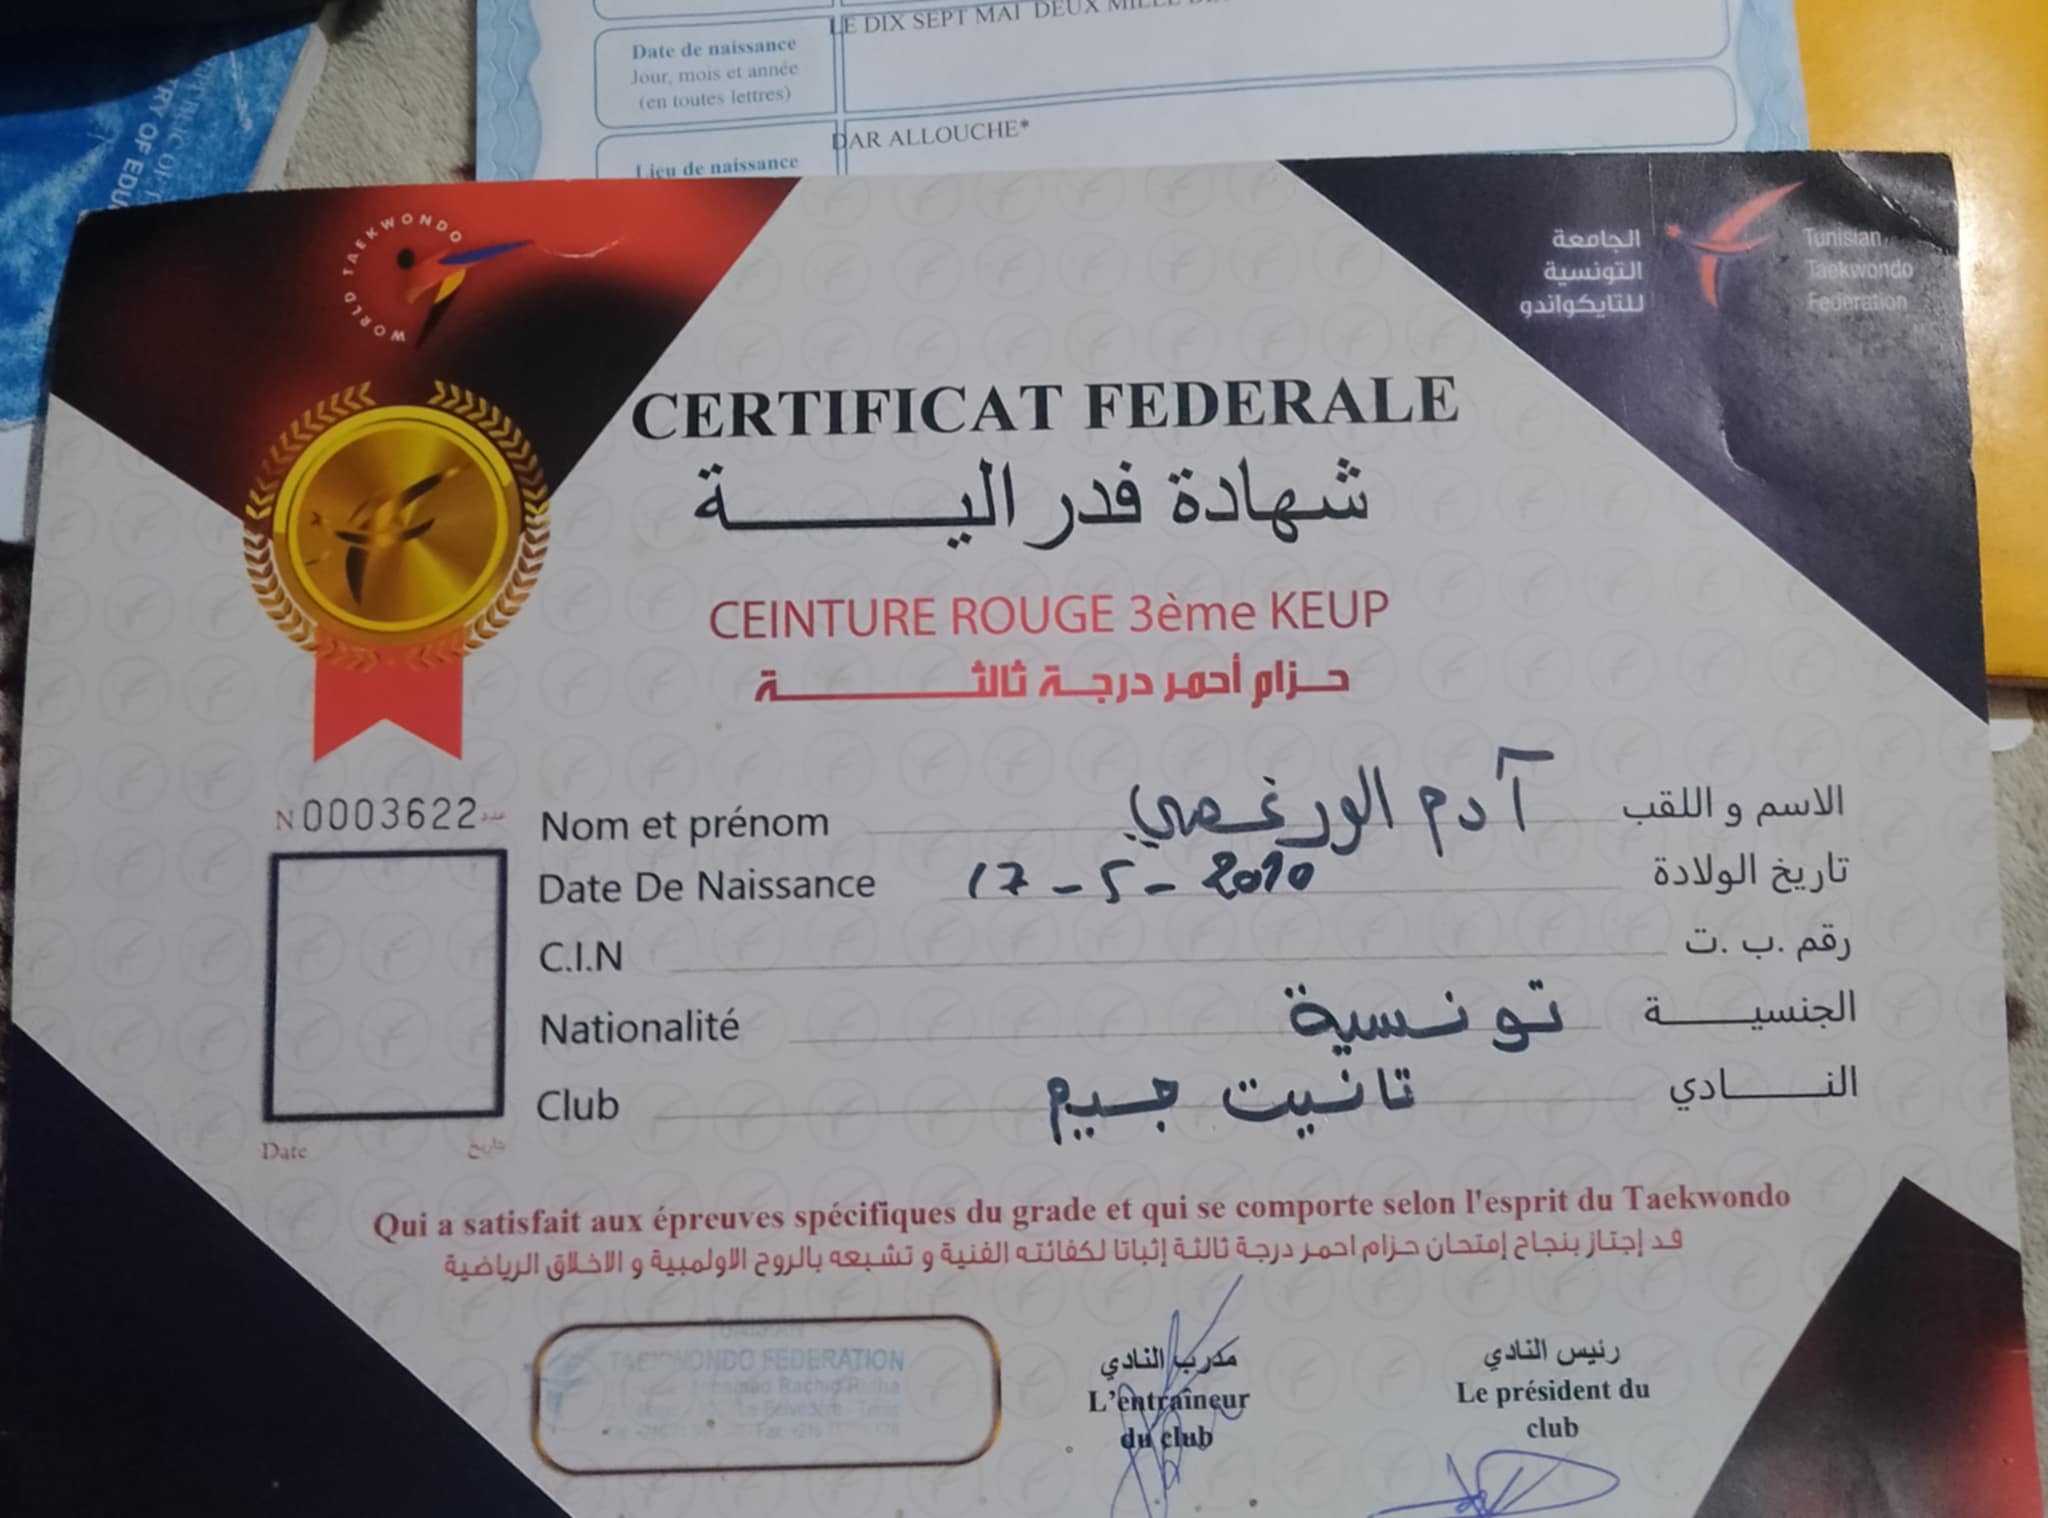 LE DIX SEPT MAI DEUX MILLE
Date de naissance
Jour, mois et année
(en toutes lettres)
DAR ALLOUCHE*
Lieu de naissance
WORLD TAEKWONDO
الجامعة
التونسية
للتايكواندو
Tunisian
Taekwondo
Federation
CERTIFICAT FEDERALE
شهادة فدرالية
CEINTURE ROUGE 3ème KEUP
حزام أحمر درجة ثالثة
N 0003622 عدد
Nom et prénom آدم الورغمي الاسم و اللقب
Date De Naissance 17-5-2010 تاريخ الولادة
C.I.N رقم .ب .ت
Nationalité تونسية الجنسية
Club تانيت جيم النادي
Date تاريخ
Qui a satisfait aux épreuves spécifiques du grade et qui se comporte selon l'esprit du Taekwondo
قد إجتاز بنجاح إمتحان حزام احمر درجة ثالثة إثباتا لكفائته الفنية و تشبعه بالروح الاولمبية و الاخلاق الرياضية
TAEKWONDO FEDERATION
مدرب النادي
L'entraîneur
du club
رئيس النادي
Le président du
club